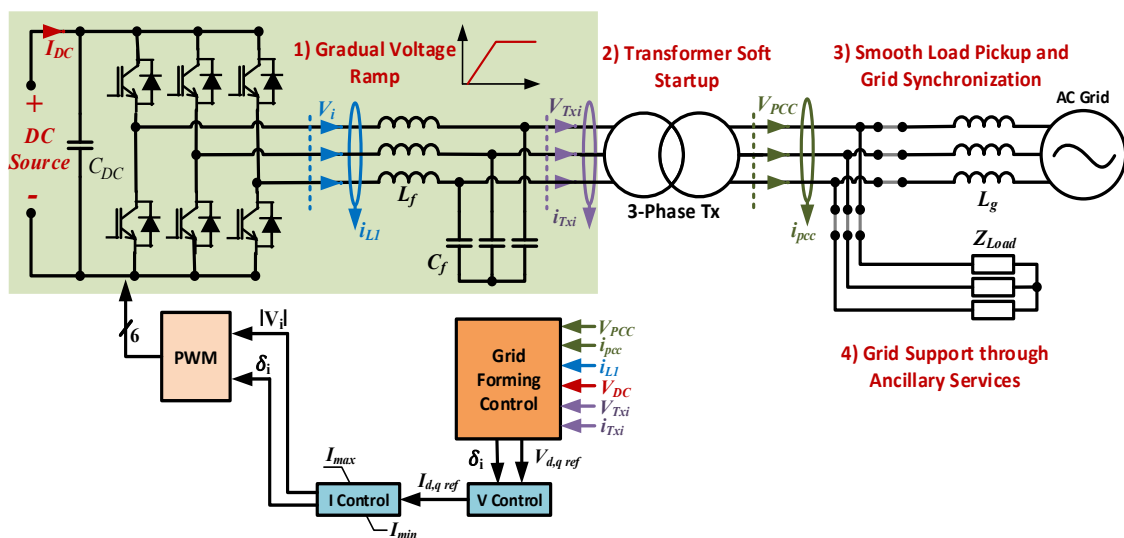 I_DC
+
DC
Source
-
C_DC
1) Gradual Voltage
Ramp
V_i
i_L1
L_f
C_f
V_Txi
i_Txi
2) Transformer Soft
Startup
3-Phase Tx
3) Smooth Load Pickup and
Grid Synchronization
V_PCC
i_pcc
AC Grid
L_g
Z_Load
4) Grid Support through
Ancillary Services
6
PWM
|V_i|
δ_i
Grid
Forming
Control
V_PCC
i_pcc
i_L1
V_DC
V_Txi
i_Txi
δ_i
V_d,q ref
I_max
I Control
I_min
I_d,q ref
V Control